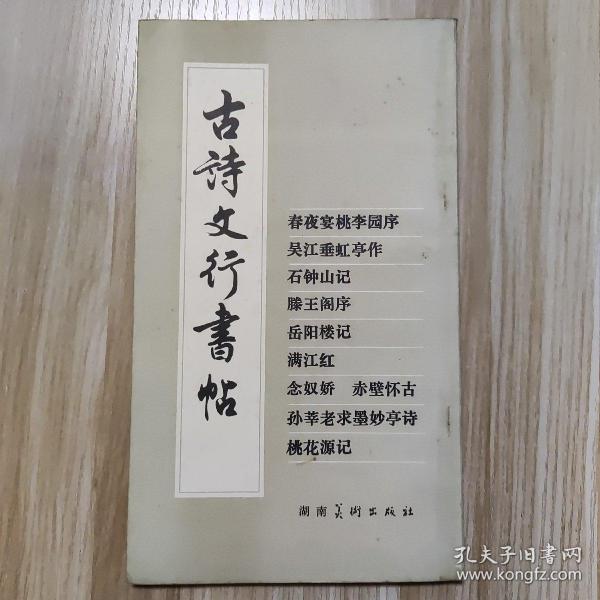 古詩文行書帖
春夜宴桃李园序
吴江垂虹亭作
石钟山记
滕王阁序
岳阳楼记
满江红
念奴娇 赤壁怀古
孙莘老求墨妙亭诗
桃花源记
湖南美術出版社
孔夫子旧书网
www.kongfz.com